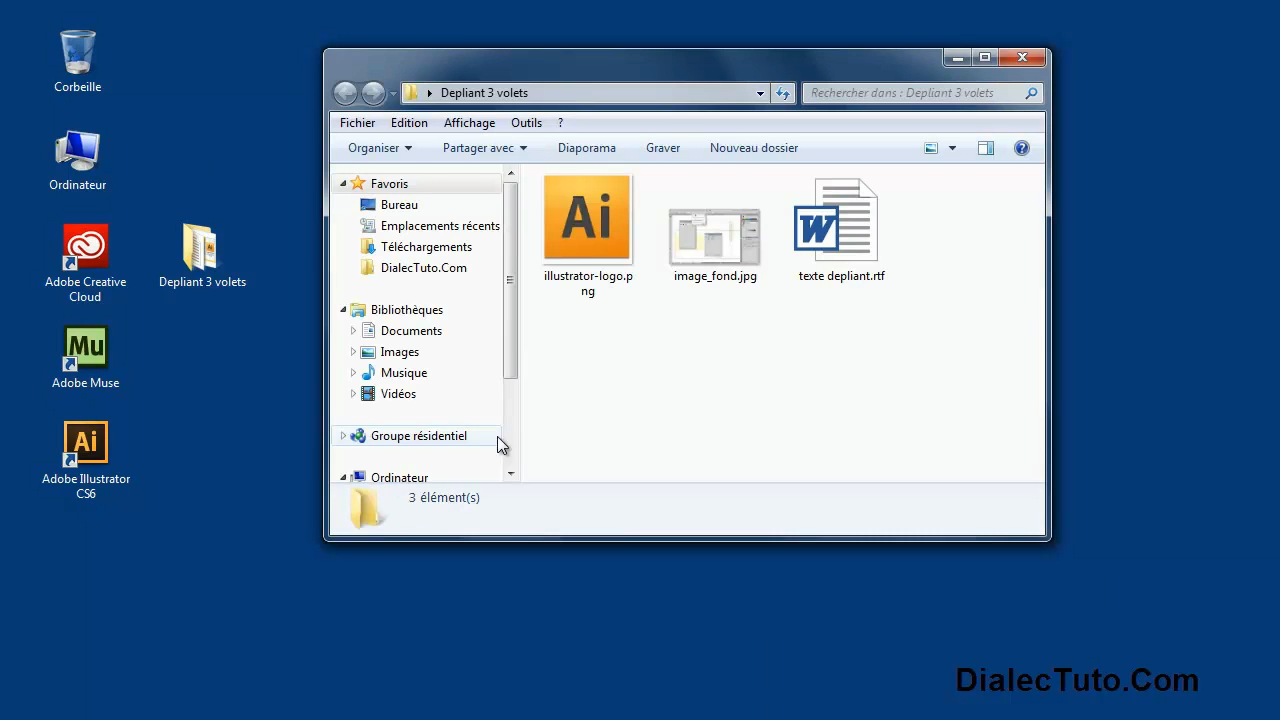 Corbeille
Ordinateur
Adobe Creative
Cloud
Depliant 3 volets
Mu
Adobe Muse
Ai
Adobe Illustrator
CS6
Depliant 3 volets
Rechercher dans : Depliant 3 volets
Fichier Edition Affichage Outils ?
Organiser Partager avec Diaporama Graver Nouveau dossier
Favoris
Bureau
Emplacements récents
Téléchargements
DialecTuto.Com
Bibliothèques
Documents
Images
Musique
Vidéos
Groupe résidentiel
Ordinateur
Ai
illustrator-logo.p
ng
image_fond.jpg
W
texte depliant.rtf
3 élément(s)
DialecTuto.Com